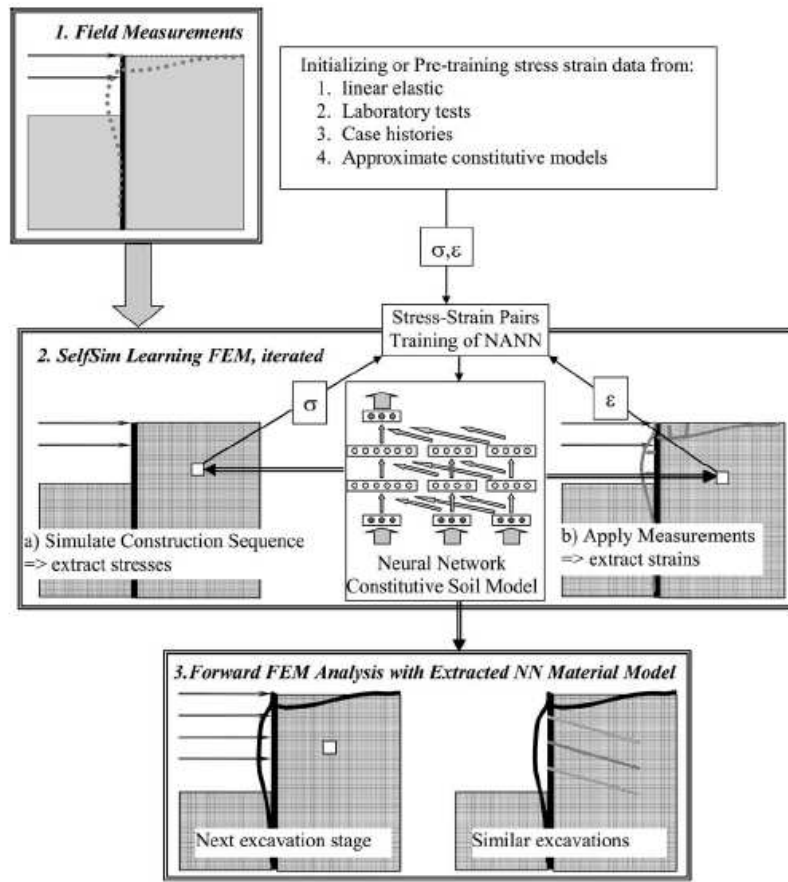 1. Field Measurements
Initializing or Pre-training stress strain data from:
1. linear elastic
2. Laboratory tests
3. Case histories
4. Approximate constitutive models
σ,ε
Stress-Strain Pairs
Training of NANN
2. SelfSim Learning FEM, iterated
σ
ε
a) Simulate Construction Sequence
=> extract stresses
b) Apply Measurements
=> extract strains
Neural Network
Constitutive Soil Model
3. Forward FEM Analysis with Extracted NN Material Model
Next excavation stage
Similar excavations